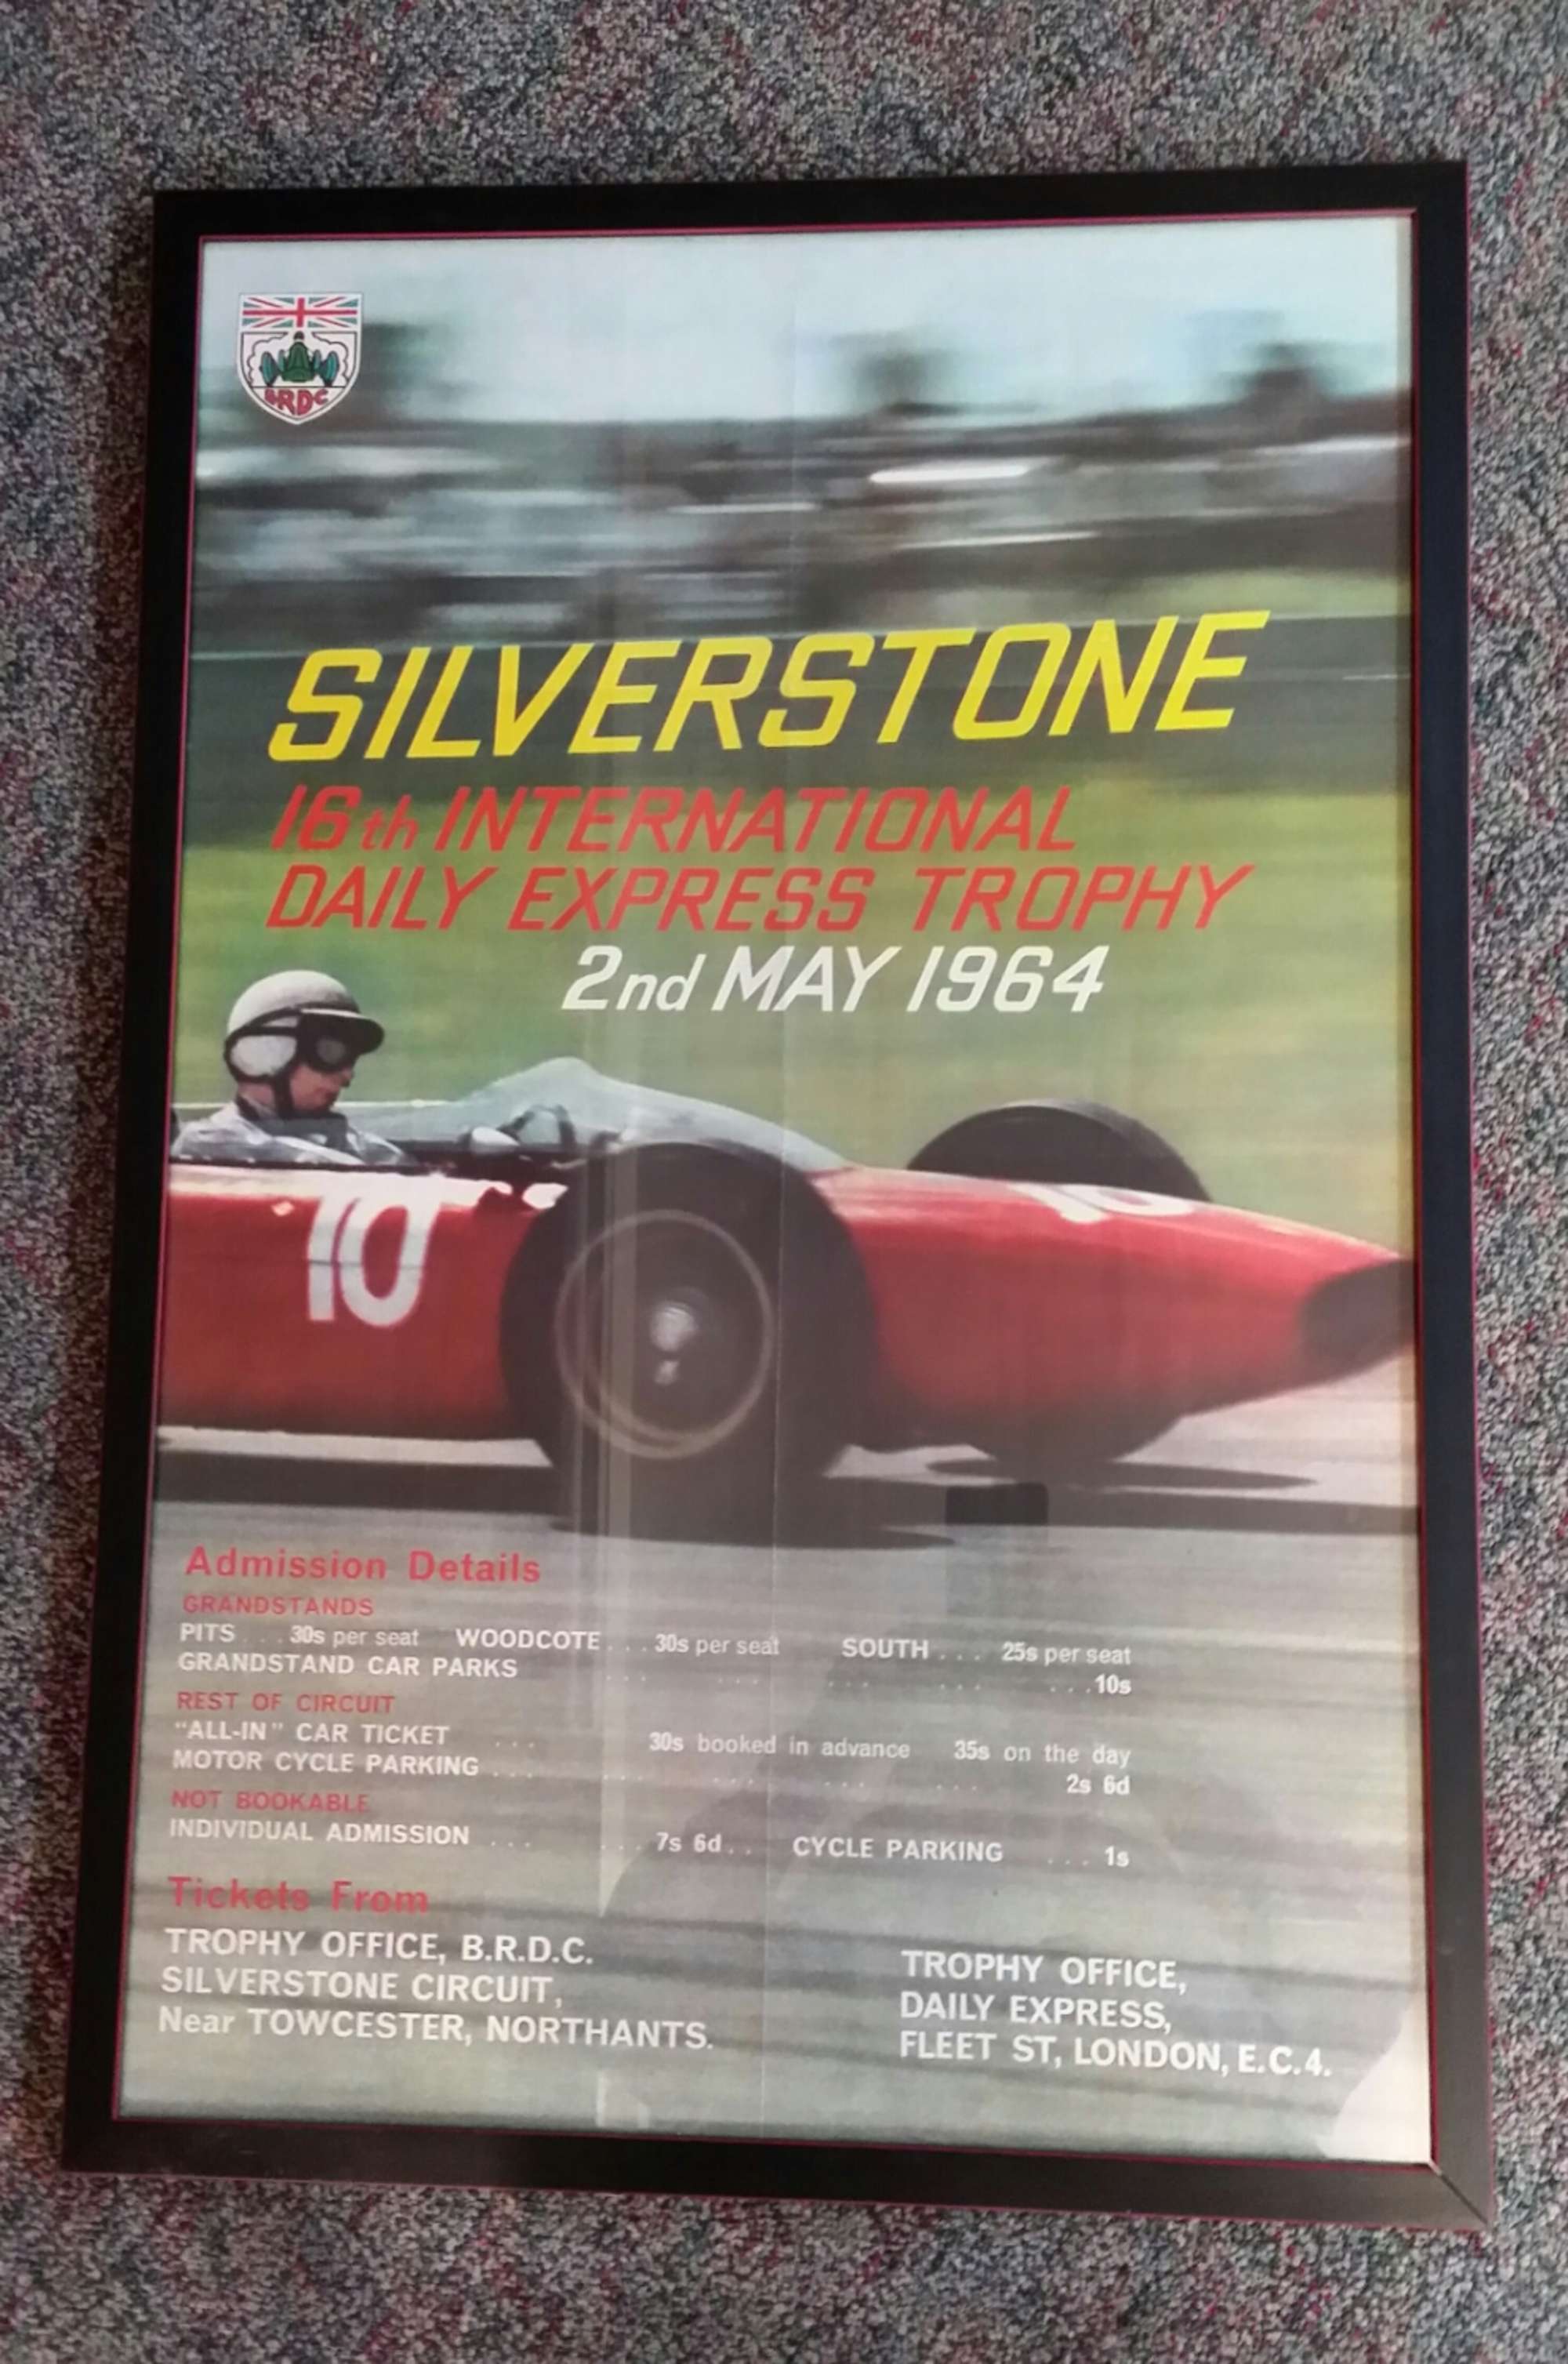 BRDC
SILVERSTONE
16th INTERNATIONAL
DAILY EXPRESS TROPHY
2nd MAY 1964
10
10
Admission Details
GRANDSTANDS
PITS ... 30s per seat WOODCOTE ... 30s per seat SOUTH ... 25s per seat
GRANDSTAND CAR PARKS ... ... ... ... ... 10s
REST OF CIRCUIT
“ALL-IN” CAR TICKET ... 30s booked in advance 35s on the day
MOTOR CYCLE PARKING ... ... ... ... ... 2s 6d
NOT BOOKABLE
INDIVIDUAL ADMISSION ... ... 7s 6d .. CYCLE PARKING ... 1s
Tickets From
TROPHY OFFICE, B.R.D.C.
SILVERSTONE CIRCUIT,
Near TOWCESTER, NORTHANTS.
TROPHY OFFICE,
DAILY EXPRESS,
FLEET ST, LONDON, E.C.4.